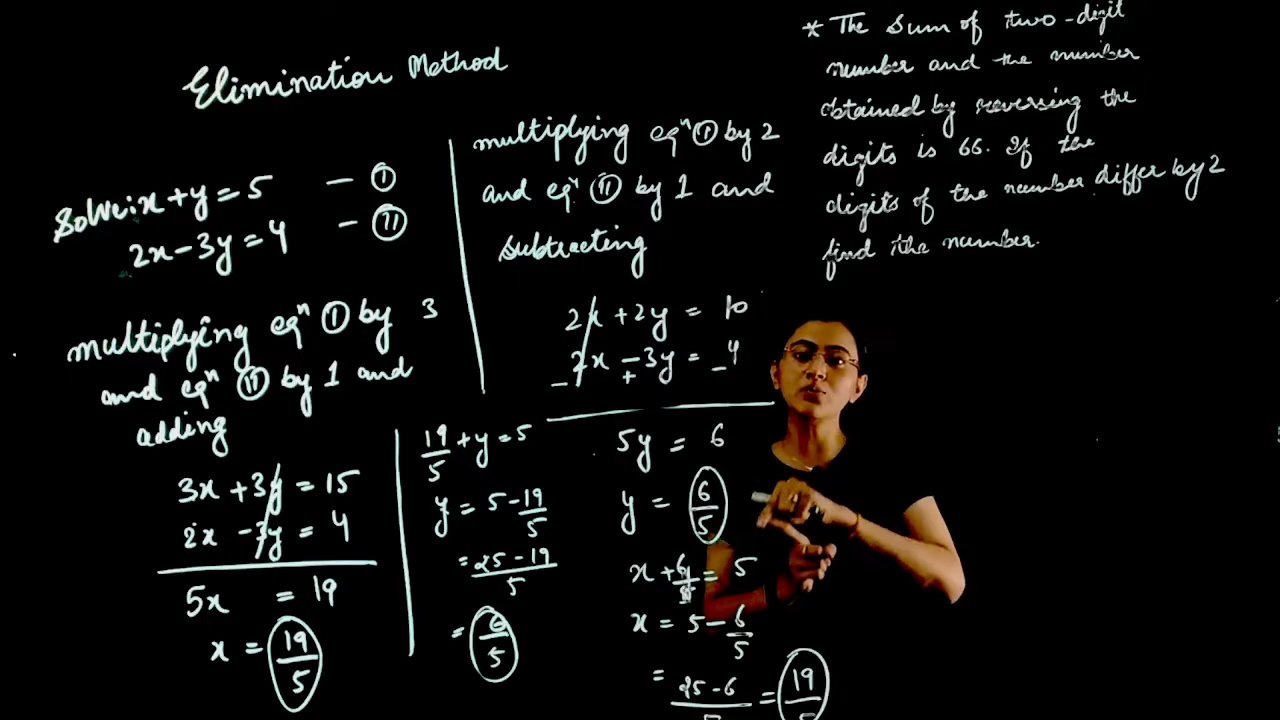 Elimination Method
Solve: x + y = 5 — (I)
2x - 3y = 4 — (II)
multiplying eqⁿ (I) by 3
and eqⁿ (II) by 1 and
adding
3x + 3y = 15
2x - 3y = 4
5x = 19
x = 19/5
19/5 + y = 5
y = 5 - 19/5
= 25 - 19/5
= 6/5
multiplying eqⁿ (I) by 2
and eqⁿ (II) by 1 and
subtracting
2x + 2y = 10
2x - 3y = 4
- + -
5y = 6
y = 6/5
x + 6/5 = 5
x = 5 - 6/5
= 25 - 6/5 = 19/5
* The sum of two-digit
number and the number
obtained by reversing the
digits is 66. If the
digits of the number differ by 2
find the number.